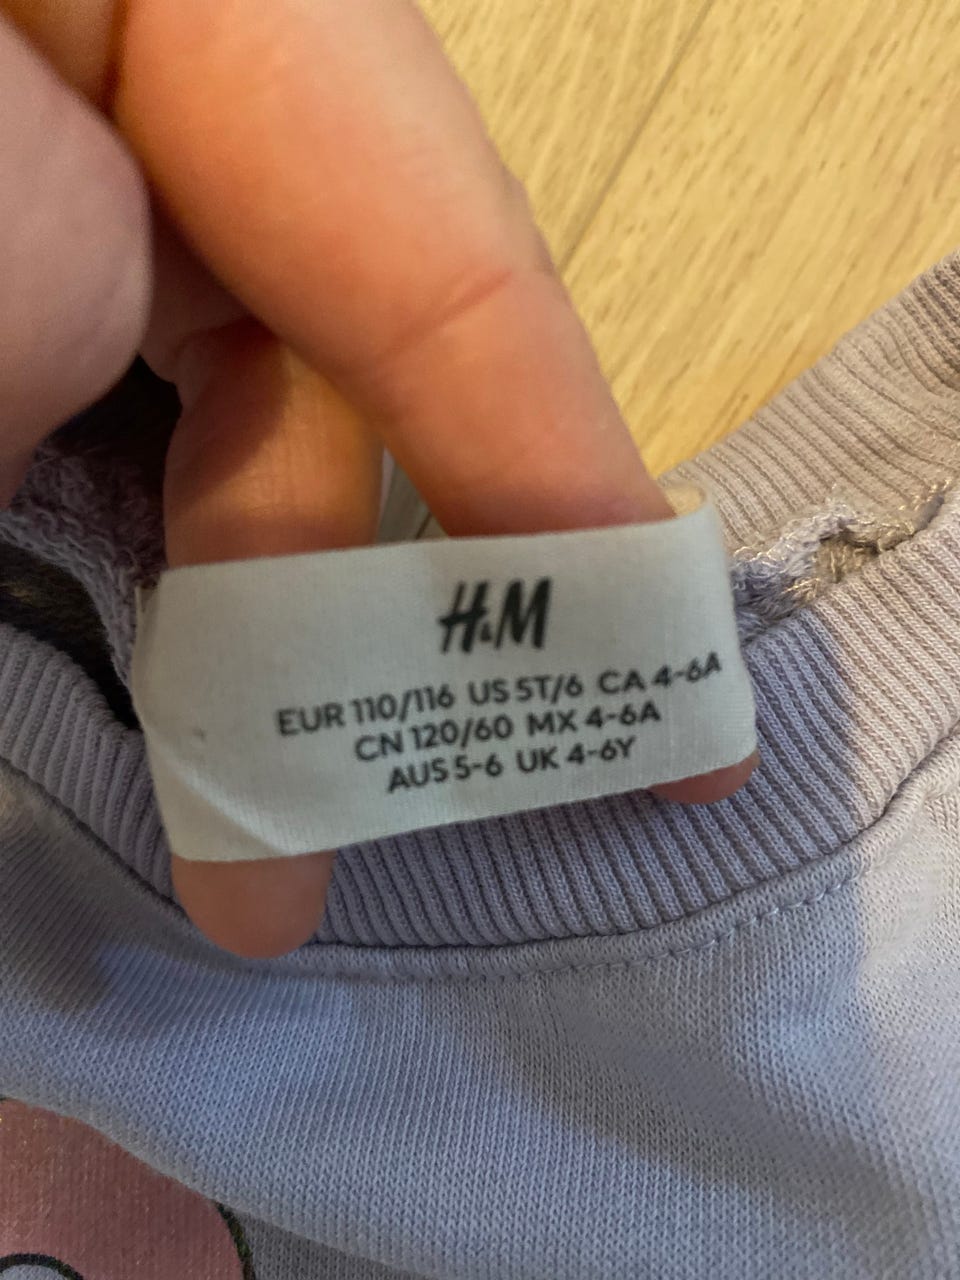 H&M
EUR 110/116 US 5T/6 CA 4-6A
CN 120/60 MX 4-6A
AUS 5-6 UK 4-6Y